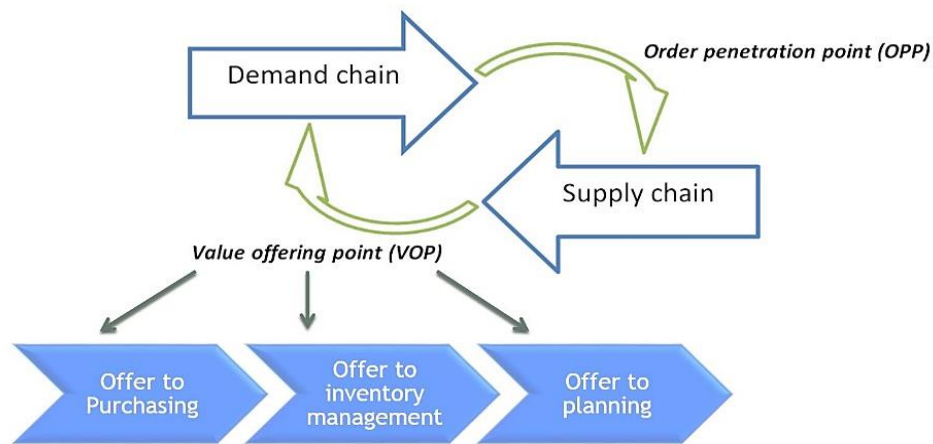 Demand chain
Order penetration point (OPP)
Supply chain
Value offering point (VOP)
Offer to
Purchasing
Offer to
inventory
management
Offer to
planning